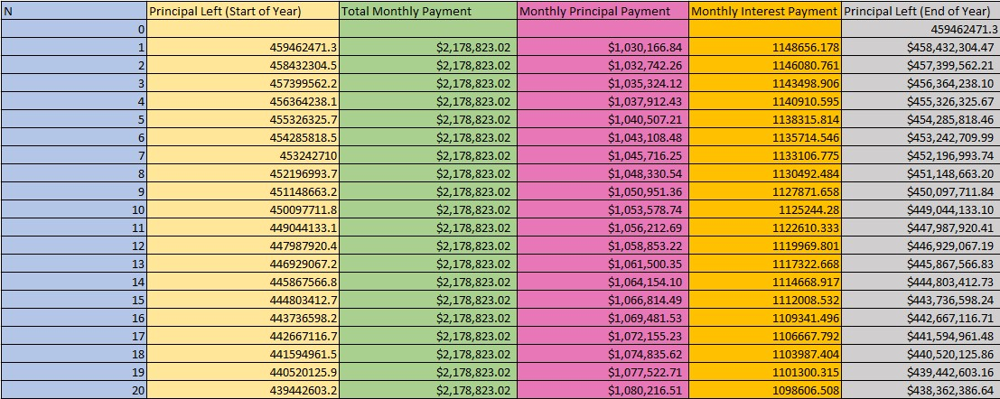 N Principal Left (Start of Year) Total Monthly Payment Monthly Principal Payment Monthly Interest Payment Principal Left (End of Year)
0 459462471.3
1 459462471.3 $2,178,823.02 $1,030,166.84 1148656.178 $458,432,304.47
2 458432304.5 $2,178,823.02 $1,032,742.26 1146080.761 $457,399,562.21
3 457399562.2 $2,178,823.02 $1,035,324.12 1143498.906 $456,364,238.10
4 456364238.1 $2,178,823.02 $1,037,912.43 1140910.595 $455,326,325.67
5 455326325.7 $2,178,823.02 $1,040,507.21 1138315.814 $454,285,818.46
6 454285818.5 $2,178,823.02 $1,043,108.48 1135714.546 $453,242,709.99
7 453242710 $2,178,823.02 $1,045,716.25 1133106.775 $452,196,993.74
8 452196993.7 $2,178,823.02 $1,048,330.54 1130492.484 $451,148,663.20
9 451148663.2 $2,178,823.02 $1,050,951.36 1127871.658 $450,097,711.84
10 450097711.8 $2,178,823.02 $1,053,578.74 1125244.28 $449,044,133.10
11 449044133.1 $2,178,823.02 $1,056,212.69 1122610.333 $447,987,920.41
12 447987920.4 $2,178,823.02 $1,058,853.22 1119969.801 $446,929,067.19
13 446929067.2 $2,178,823.02 $1,061,500.35 1117322.668 $445,867,566.83
14 445867566.8 $2,178,823.02 $1,064,154.10 1114668.917 $444,803,412.73
15 444803412.7 $2,178,823.02 $1,066,814.49 1112008.532 $443,736,598.24
16 443736598.2 $2,178,823.02 $1,069,481.53 1109341.496 $442,667,116.71
17 442667116.7 $2,178,823.02 $1,072,155.23 1106667.792 $441,594,961.48
18 441594961.5 $2,178,823.02 $1,074,835.62 1103987.404 $440,520,125.86
19 440520125.9 $2,178,823.02 $1,077,522.71 1101300.315 $439,442,603.16
20 439442603.2 $2,178,823.02 $1,080,216.51 1098606.508 $438,362,386.64